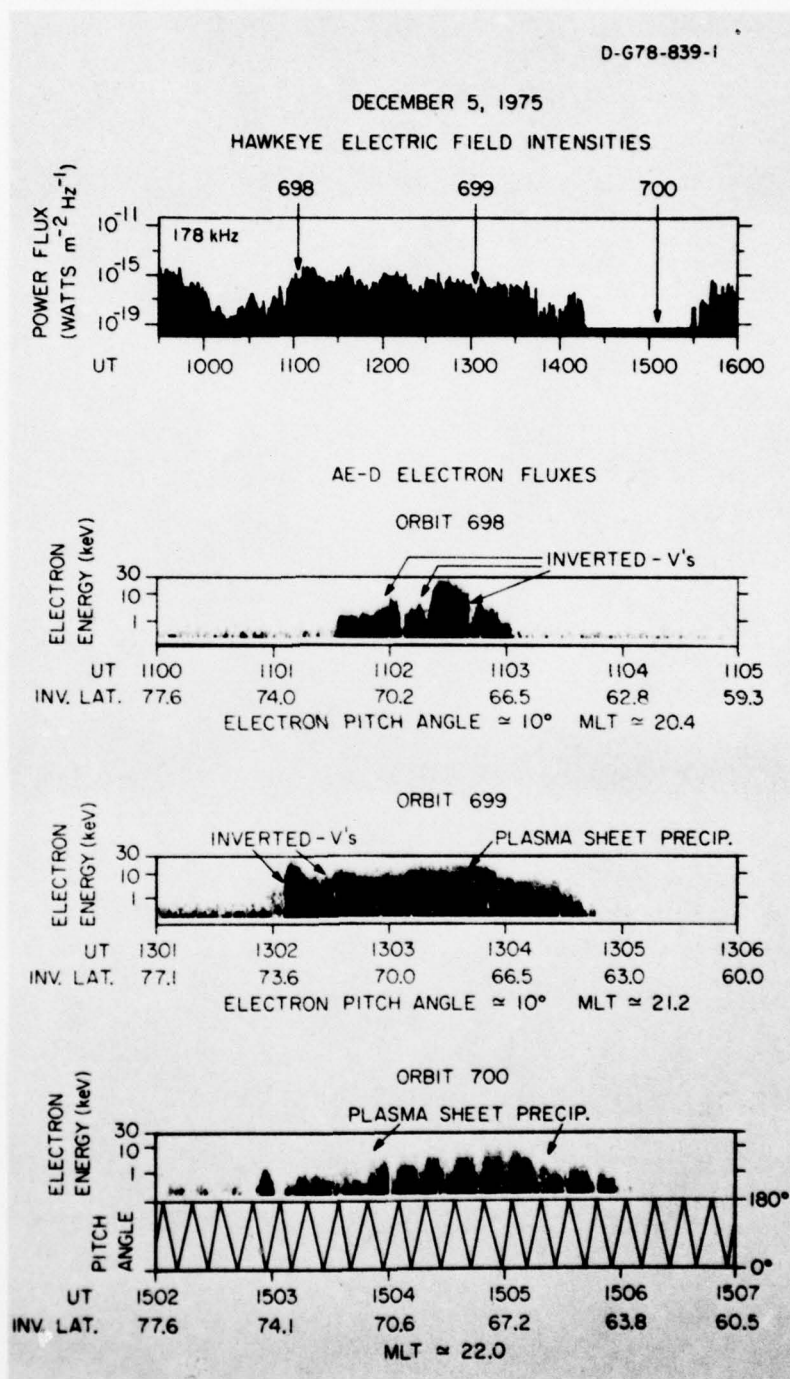 D-G78-839-1
DECEMBER 5, 1975
HAWKEYE ELECTRIC FIELD INTENSITIES
698 699 700
POWER FLUX
(WATTS m⁻² Hz⁻¹)
10⁻¹¹
10⁻¹⁵
10⁻¹⁹
178 kHz
UT 1000 1100 1200 1300 1400 1500 1600
AE-D ELECTRON FLUXES
ORBIT 698
ELECTRON
ENERGY (keV)
30
10
1
INVERTED-V's
UT 1100 1101 1102 1103 1104 1105
INV. LAT. 77.6 74.0 70.2 66.5 62.8 59.3
ELECTRON PITCH ANGLE ≃ 10° MLT ≃ 20.4
ORBIT 699
ELECTRON
ENERGY (keV)
30
10
1
INVERTED-V's PLASMA SHEET PRECIP.
UT 1301 1302 1303 1304 1305 1306
INV. LAT. 77.1 73.6 70.0 66.5 63.0 60.0
ELECTRON PITCH ANGLE ≃ 10° MLT ≃ 21.2
ORBIT 700
ELECTRON
ENERGY (keV)
30
10
1
PLASMA SHEET PRECIP.
PITCH
ANGLE
180°
0°
UT 1502 1503 1504 1505 1506 1507
INV. LAT. 77.6 74.1 70.6 67.2 63.8 60.5
MLT ≃ 22.0